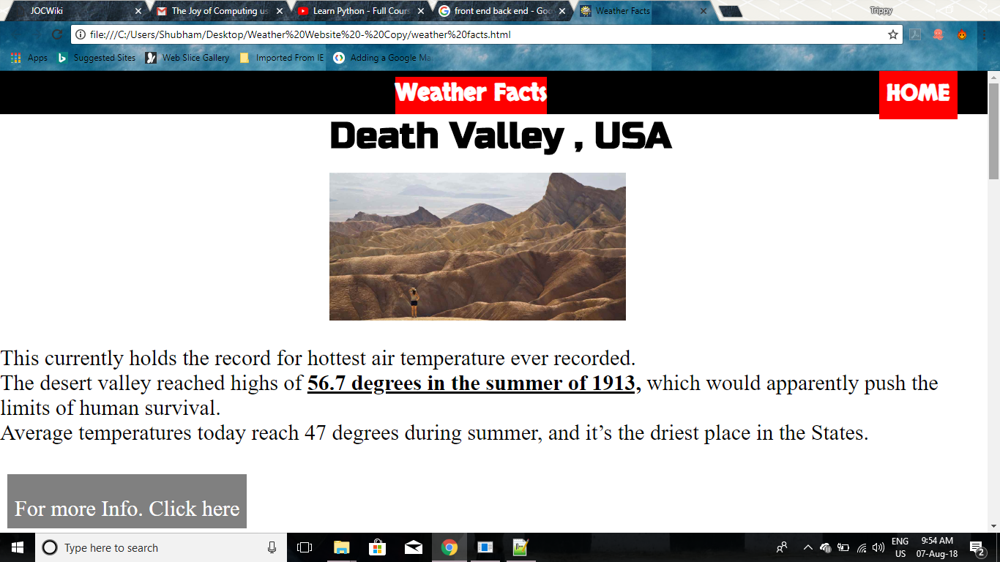 JOCWiki
The Joy of Computing us
Learn Python - Full Cours
front end back end - Goo
Weather Facts
Trippy
file:///C:/Users/Shubham/Desktop/Weather%20Website%20-%20Copy/weather%20facts.html
Apps
Suggested Sites
Web Slice Gallery
Imported From IE
Adding a Google Ma
Weather Facts
HOME
Death Valley , USA
This currently holds the record for hottest air temperature ever recorded.
The desert valley reached highs of 56.7 degrees in the summer of 1913, which would apparently push the
limits of human survival.
Average temperatures today reach 47 degrees during summer, and it’s the driest place in the States.
For more Info. Click here
Type here to search
ENG
US
9:54 AM
07-Aug-18
2